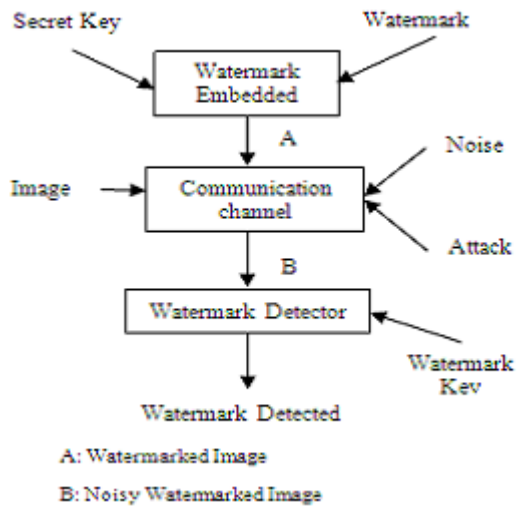 Secret Key
Watermark
Watermark
Embedded
A
Noise
Image
Communication
channel
Attack
B
Watermark Detector
Watermark
Key
Watermark Detected
A: Watermarked Image
B: Noisy Watermarked Image